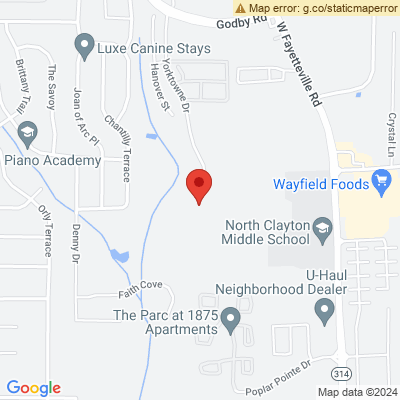 Map error: g.co/staticmaperror
Godby Rd
W Fayetteville Rd
Luxe Canine Stays
Yorktowne Dr
Hanover St
Brittany Trail
The Savoy
Joan of Arc Pl
Chantilly Terrace
Crystal Ln
Piano Academy
Wayfield Foods
Orly Terrace
Denny Dr
North Clayton
Middle School
U-Haul
Neighborhood Dealer
Faith Cove
The Parc at 1875
Apartments
314
Poplar Pointe Dr
Google
Map data ©2024